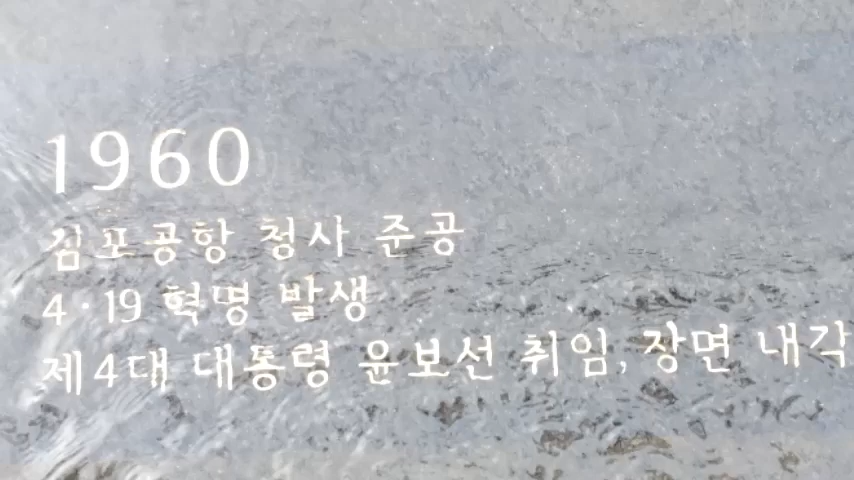 1960
김포공항 청사 준공
4·19 혁명 발생
제4대 대통령 윤보선 취임, 장면 내각